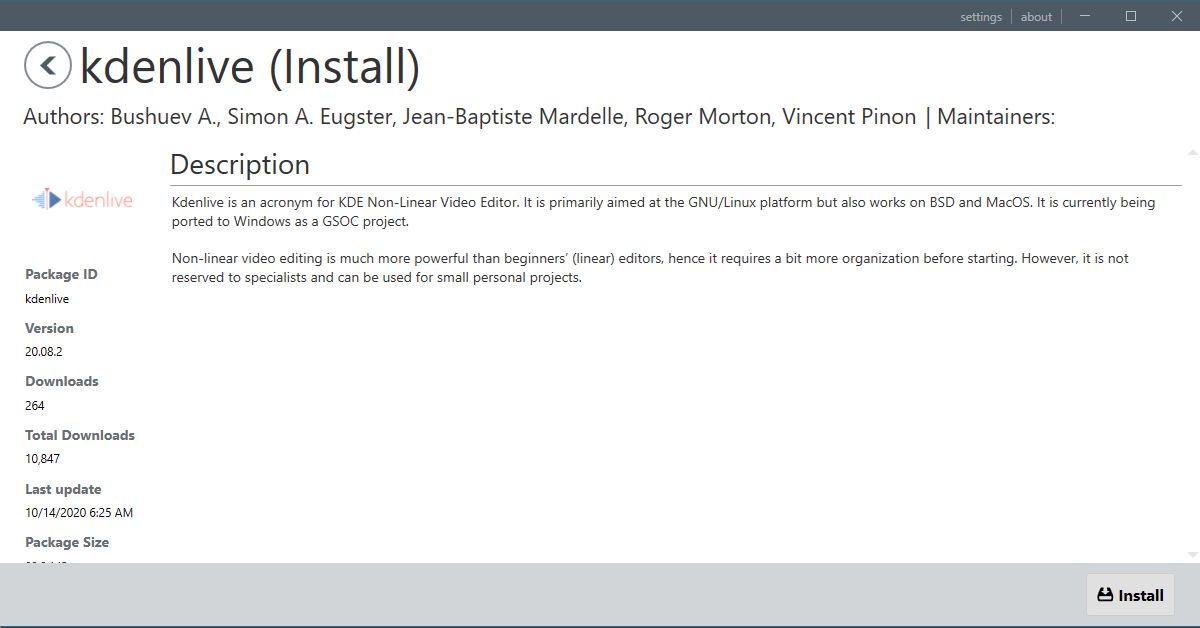 settings
about
kdenlive (Install)
Authors: Bushuev A., Simon A. Eugster, Jean-Baptiste Mardelle, Roger Morton, Vincent Pinon | Maintainers:
kdenlive
Description
Kdenlive is an acronym for KDE Non-Linear Video Editor. It is primarily aimed at the GNU/Linux platform but also works on BSD and MacOS. It is currently being
ported to Windows as a GSOC project.
Non-linear video editing is much more powerful than beginners’ (linear) editors, hence it requires a bit more organization before starting. However, it is not
reserved to specialists and can be used for small personal projects.
Package ID
kdenlive
Version
20.08.2
Downloads
264
Total Downloads
10,847
Last update
10/14/2020 6:25 AM
Package Size
Install